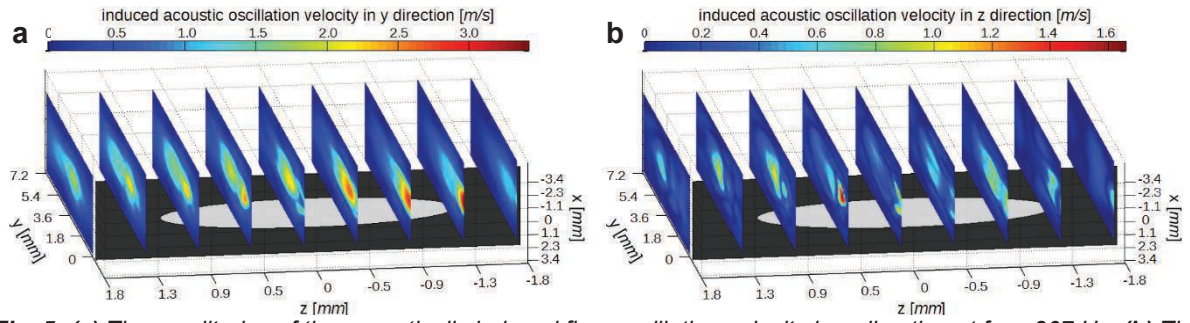 a
induced acoustic oscillation velocity in y direction [m/s]
0 0.5 1.0 1.5 2.0 2.5 3.0
7.2
5.4
3.6
1.8
0
y [mm]
1.8 1.3 0.9 0.5 0 -0.5 -0.9 -1.3 -1.8
z [mm]
-3.4
-2.3
-1.1
0
1.1
2.3
3.4
x [mm]
b
induced acoustic oscillation velocity in z direction [m/s]
0 0.2 0.4 0.6 0.8 1.0 1.2 1.4 1.6
7.2
5.4
3.6
1.8
0
y [mm]
1.8 1.3 0.9 0.5 0 -0.5 -0.9 -1.3 -1.8
z [mm]
-3.4
-2.3
-1.1
0
1.1
2.3
3.4
x [mm]